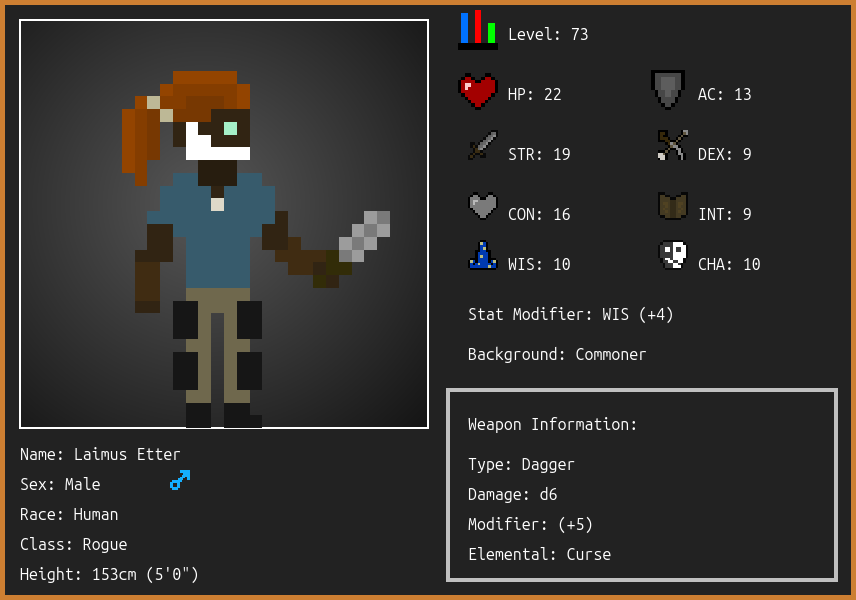 Level: 73
HP: 22
AC: 13
STR: 19
DEX: 9
CON: 16
INT: 9
WIS: 10
CHA: 10
Stat Modifier: WIS (+4)
Background: Commoner
Weapon Information:
Type: Dagger
Damage: d6
Modifier: (+5)
Elemental: Curse
Name: Laimus Etter
Sex: Male
Race: Human
Class: Rogue
Height: 153cm (5'0")